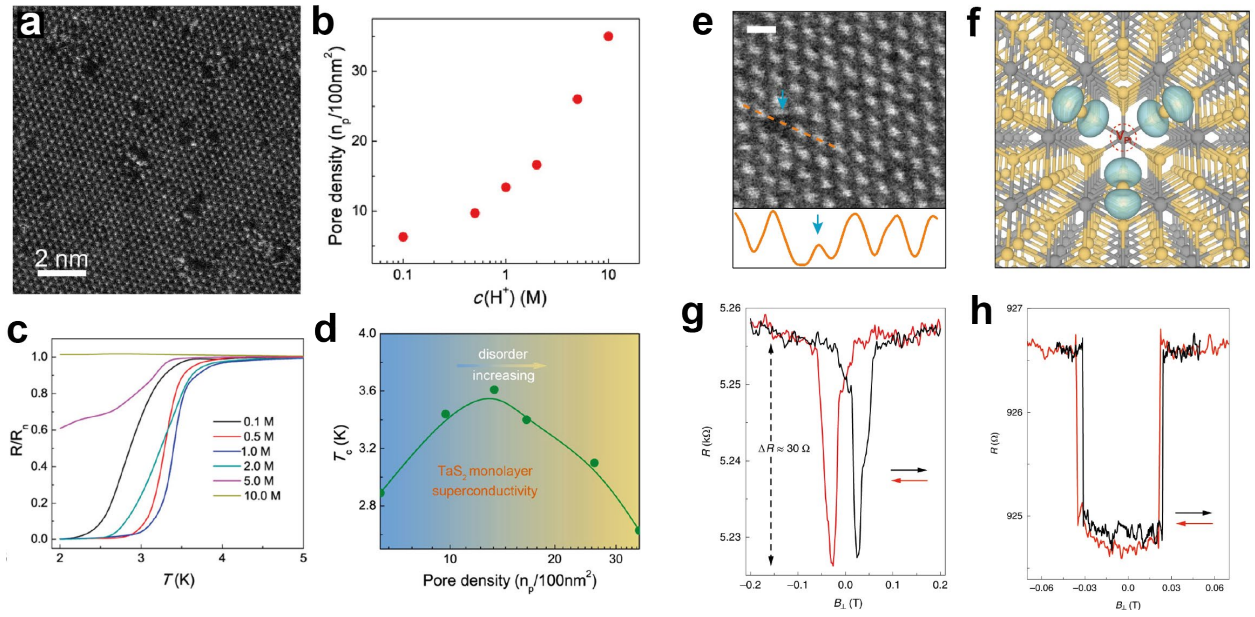 a
2 nm
b
Pore density (nₚ/100nm²)
30
20
10
0.1
1
10
c(H⁺) (M)
c
R/Rₙ
1.0
0.8
0.6
0.4
0.2
0.0
2
3
4
5
T (K)
0.1 M
0.5 M
1.0 M
2.0 M
5.0 M
10.0 M
d
T_c (K)
4.0
3.6
3.2
2.8
disorder
increasing
TaS₂ monolayer
superconductivity
10
20
30
Pore density (nₚ/100nm²)
e
f
g
R (kΩ)
5.26
5.25
5.24
5.23
ΔR ≈ 30 Ω
−0.2
−0.1
0.0
0.1
0.2
B⊥ (T)
h
R (Ω)
927
926
925
−0.06
−0.03
0.00
0.03
0.06
B⊥ (T)